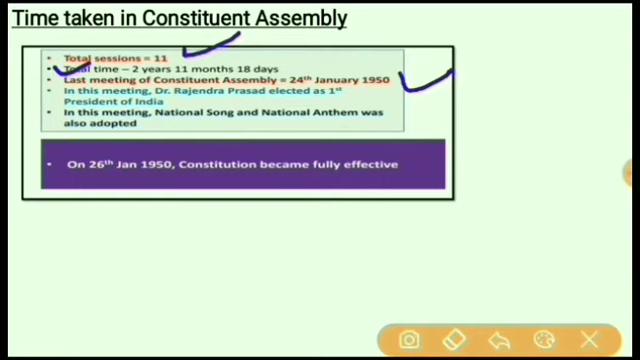 Time taken in Constituent Assembly
• Total sessions = 11
• Total time – 2 years 11 months 18 days
• Last meeting of Constituent Assembly = 24th January 1950
• In this meeting, Dr. Rajendra Prasad elected as 1st
President of India
• In this meeting, National Song and National Anthem was
also adopted
• On 26th Jan 1950, Constitution became fully effective